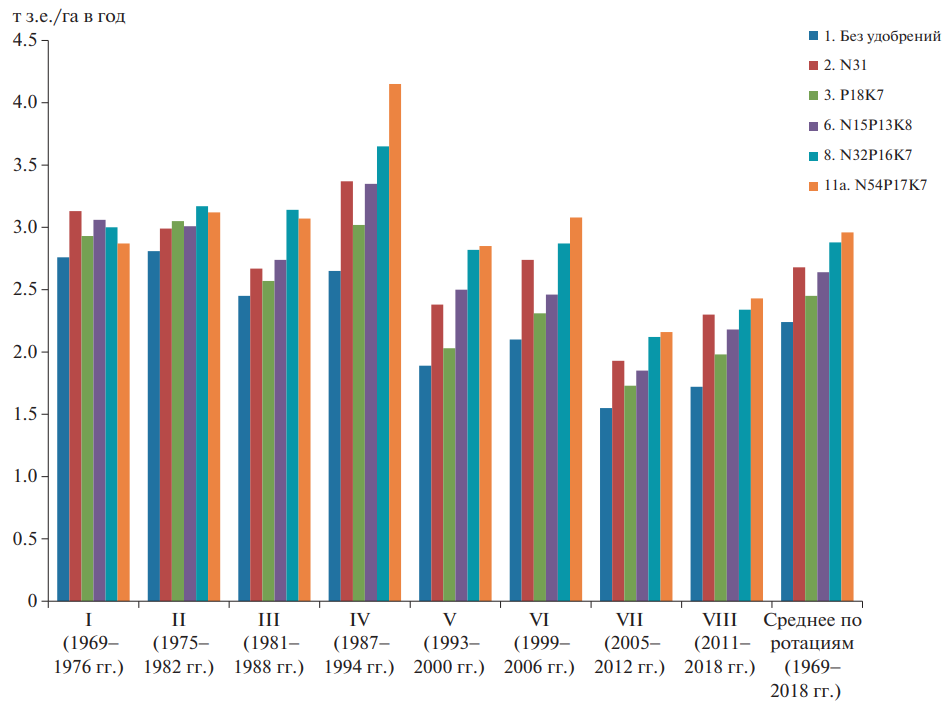 т з.е./га в год
4.5
4.0
3.5
3.0
2.5
2.0
1.5
1.0
0.5
0
1. Без удобрений
2. N31
3. P18K7
6. N15P13K8
8. N32P16K7
11а. N54P17K7
I
(1969–
1976 гг.)
II
(1975–
1982 гг.)
III
(1981–
1988 гг.)
IV
(1987–
1994 гг.)
V
(1993–
2000 гг.)
VI
(1999–
2006 гг.)
VII
(2005–
2012 гг.)
VIII
(2011–
2018 гг.)
Среднее по
ротациям
(1969–
2018 гг.)